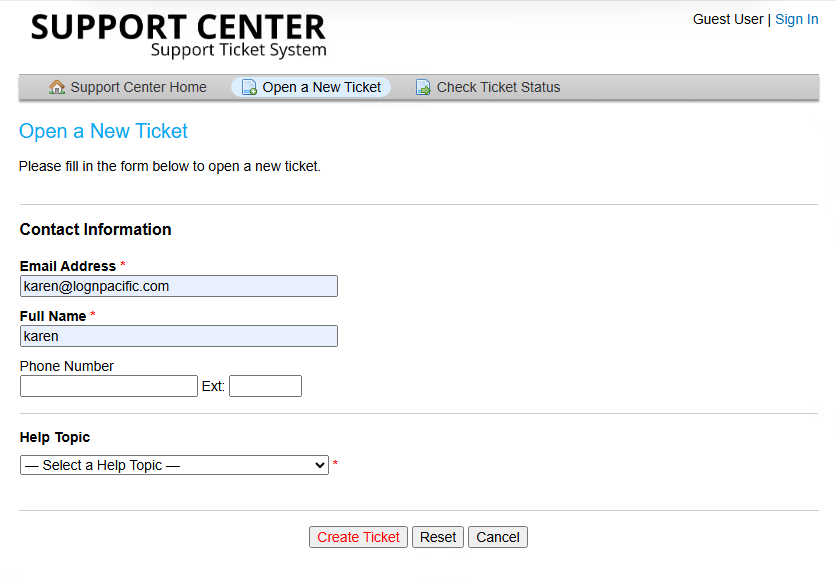 SUPPORT CENTER
Support Ticket System
Guest User | Sign In
Support Center Home Open a New Ticket Check Ticket Status
Open a New Ticket
Please fill in the form below to open a new ticket.
Contact Information
Email Address *
karen@lognpacific.com
Full Name *
karen
Phone Number
Ext:
Help Topic
— Select a Help Topic — *
Create Ticket Reset Cancel